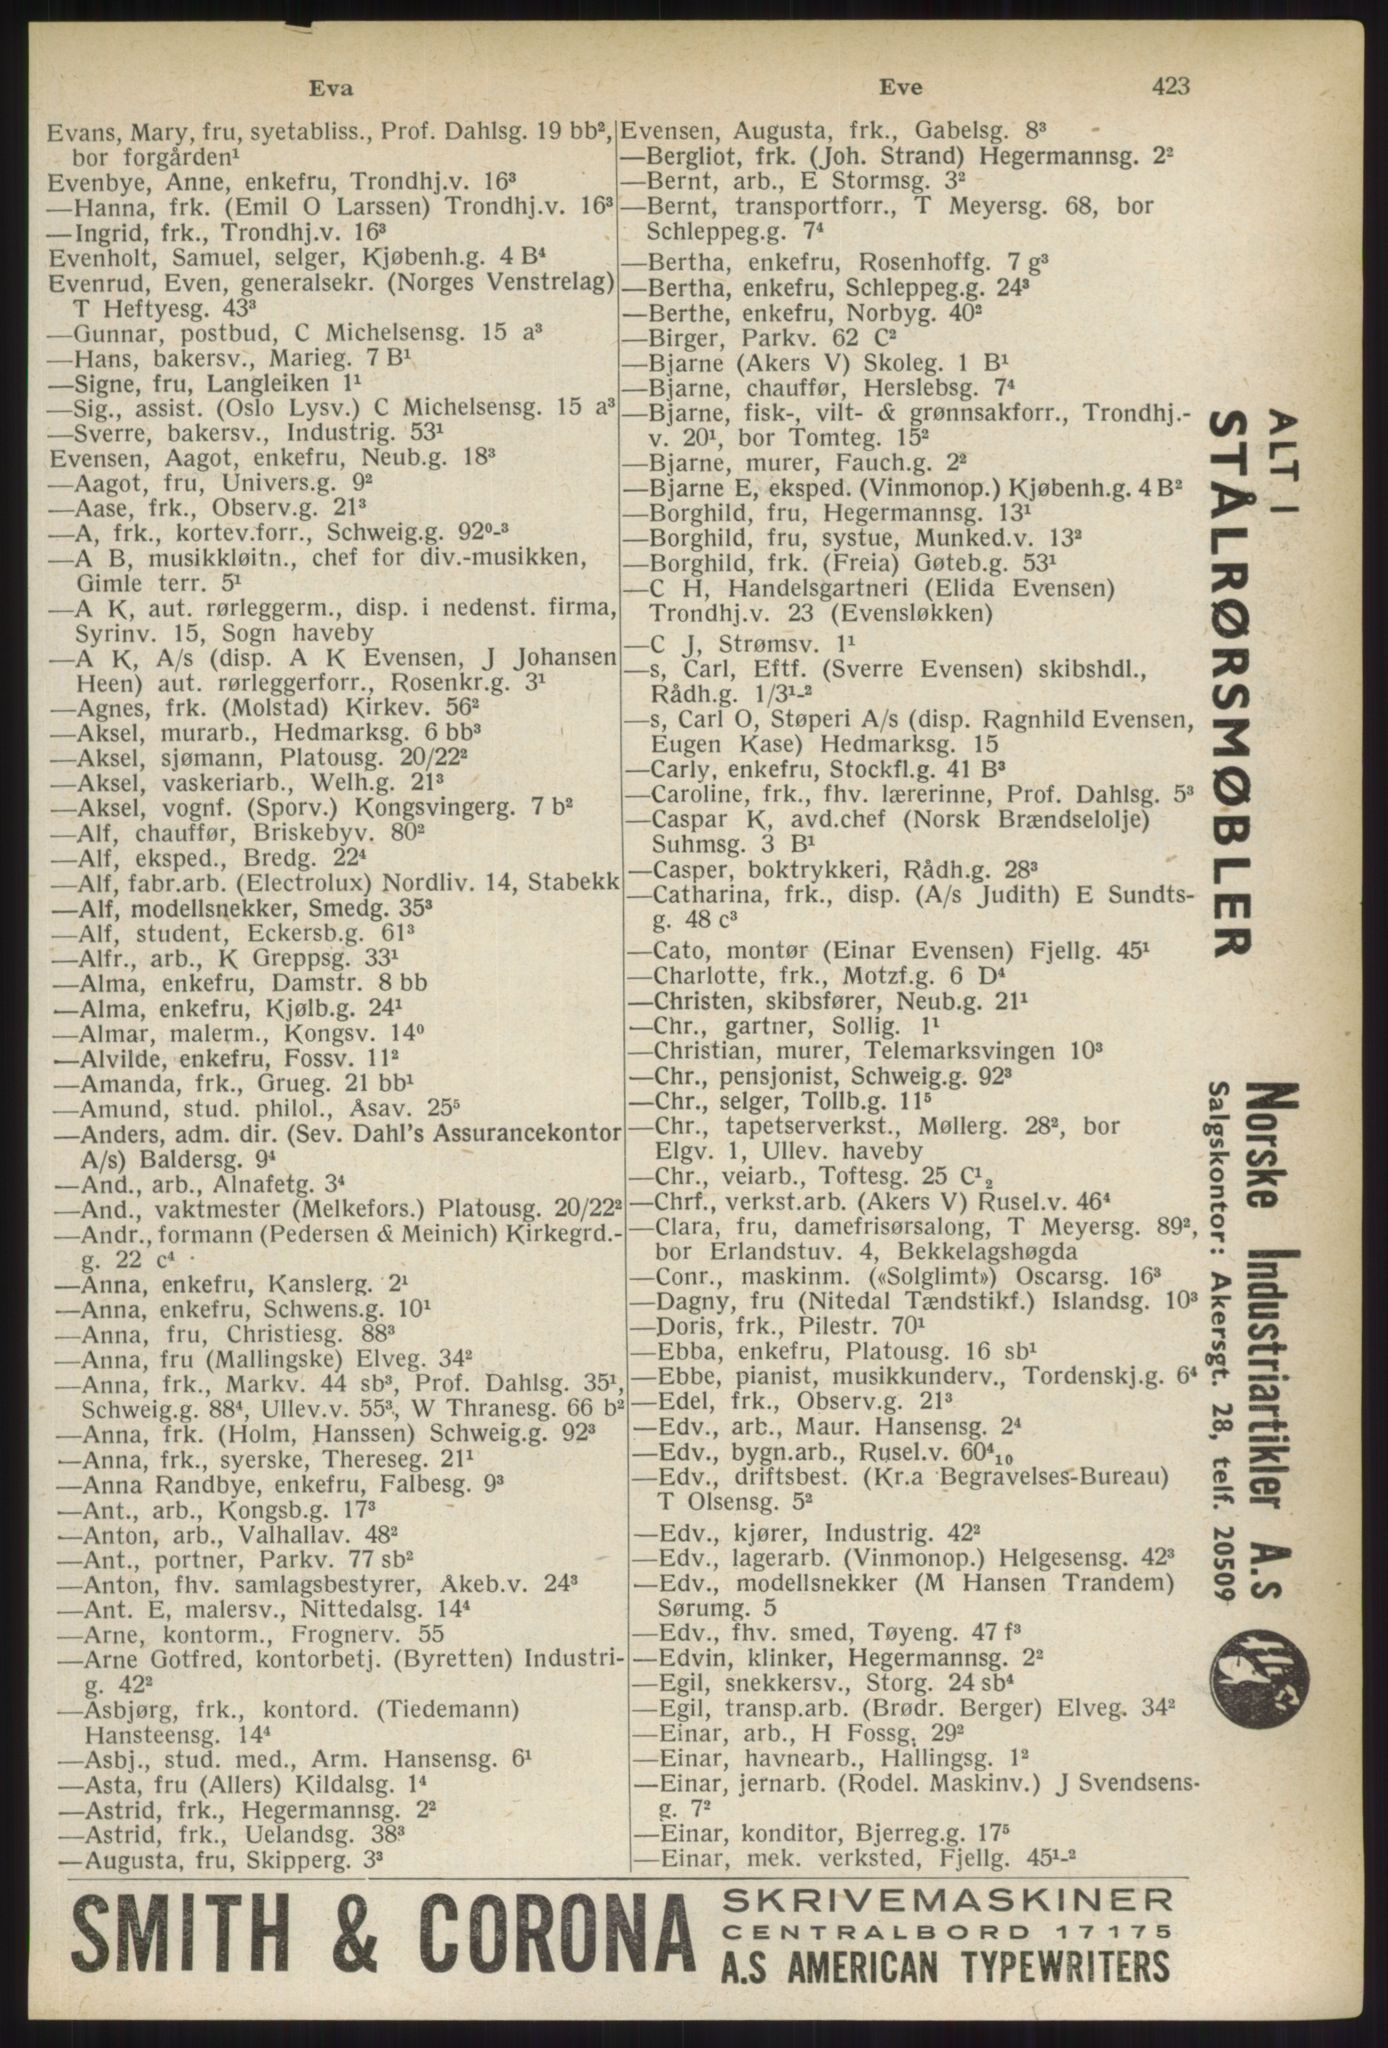 Eva
Eve
423
Evans, Mary, fru, syetabliss., Prof. Dahlsg. 19 bb²,
bor forgården¹
Evenbye, Anne, enkefru, Trondhj.v. 16³
—Hanna, frk. (Emil O Larssen) Trondhj.v. 16³
—Ingrid, frk., Trondhj.v. 16³
Evenholt, Samuel, selger, Kjøbenh.g. 4 B⁴
Evenrud, Even, generalsekr. (Norges Venstrelag)
T Heftyesg. 43³
—Gunnar, postbud, C Michelsensg. 15 a³
—Hans, bakersv., Marieg. 7 B¹
—Signe, fru, Langleiken 1¹
—Sig., assist. (Oslo Lysv.) C Michelsensg. 15 a³
—Sverre, bakersv., Industrig. 53¹
Evensen, Aagot, enkefru, Neub.g. 18³
—Aagot, fru, Univers.g. 9²
—Aase, frk., Observ.g. 21³
—A, frk., kortev.forr., Schweig.g. 92⁰-³
—A B, musikkløitn., chef for div.-musikken,
Gimle terr. 5¹
—A K, aut. rørleggerm., disp. i nedenst. firma,
Syrinv. 15, Sogn haveby
—A K, A/s (disp. A K Evensen, J Johansen
Heen) aut. rørleggerforr., Rosenkr.g. 3¹
—Agnes, frk. (Molstad) Kirkev. 56²
—Aksel, murarb., Hedmarksg. 6 bb³
—Aksel, sjømann, Platousg. 20/22²
—Aksel, vaskeriarb., Welh.g. 21³
—Aksel, vognf. (Sporv.) Kongsvingerg. 7 b²
—Alf, chauffør, Briskebyv. 80²
—Alf, eksped., Bredg. 22⁴
—Alf, fabr.arb. (Electrolux) Nordliv. 14, Stabekk
—Alf, modellsnekker, Smedg. 35³
—Alf, student, Eckersb.g. 61³
—Alfr., arb., K Greppsg. 33¹
—Alma, enkefru, Damstr. 8 bb
—Alma, enkefru, Kjølb.g. 24¹
—Almar, malerm., Kongsv. 14⁰
—Alvilde, enkefru, Fossv. 11²
—Amanda, frk., Grueg. 21 bb¹
—Amund, stud. philol., Åsav. 25⁵
—Anders, adm. dir. (Sev. Dahl's Assurancekontor
A/s) Baldersg. 9⁴
—And., arb., Alnafetg. 3⁴
—And., vaktmester (Melkefors.) Platousg. 20/22²
—Andr., formann (Pedersen & Meinich) Kirkegrd.-
g. 22 c⁴
—Anna, enkefru, Kanslerg. 2¹
—Anna, enkefru, Schwens.g. 10¹
—Anna, fru, Christiesg. 88³
—Anna, fru (Mallingske) Elveg. 34²
—Anna, frk., Markv. 44 sb³, Prof. Dahlsg. 35¹,
Schweig.g. 88⁴, Ullev.v. 55³, W Thranesg. 66 b²
—Anna, frk. (Holm, Hanssen) Schweig.g. 92³
—Anna, frk., syerske, Thereseg. 21¹
—Anna Randbye, enkefru, Falbesg. 9³
—Ant., arb., Kongsb.g. 17³
—Anton, arb., Valhallav. 48²
—Ant., portner, Parkv. 77 sb²
—Anton, fhv. samlagsbestyrer, Åkeb.v. 24³
—Ant. E, malersv., Nittedalsg. 14⁴
—Arne, kontorm., Frognerv. 55
—Arne Gotfred, kontorbetj. (Byretten) Industri-
g. 42²
—Asbjørg, frk., kontord. (Tiedemann)
Hansteensg. 14⁴
—Asbj., stud. med., Arm. Hansensg. 6¹
—Asta, fru (Allers) Kildalsg. 1⁴
—Astrid, frk., Hegermannsg. 2²
—Astrid, frk., Uelandsg. 38³
—Augusta, fru, Skipperg. 3³
Evensen, Augusta, frk., Gabelsg. 8³
—Bergliot, frk. (Joh. Strand) Hegermannsg. 2²
—Bernt, arb., E Stormsg. 3²
—Bernt, transportforr., T Meyersg. 68, bor
Schleppeg.g. 7⁴
—Bertha, enkefru, Rosenhoffg. 7 g³
—Bertha, enkefru, Schleppeg.g. 24³
—Berthe, enkefru, Norbyg. 40²
—Birger, Parkv. 62 C²
—Bjarne (Akers V) Skoleg. 1 B¹
—Bjarne, chauffør, Herslebsg. 7⁴
—Bjarne, fisk-, vilt- & grønnsakforr., Trondhj.-
v. 20¹, bor Tomteg. 15²
—Bjarne, murer, Fauch.g. 2²
—Bjarne E, eksped. (Vinmonop.) Kjøbenh.g. 4 B²
—Borghild, fru, Hegermannsg. 13¹
—Borghild, fru, systue, Munked.v. 13²
—Borghild, frk. (Freia) Gøteb.g. 53¹
—C H, Handelsgartneri (Elida Evensen)
Trondhj.v. 23 (Evensløkken)
—C J, Strømsv. 1¹
—s, Carl, Eftf. (Sverre Evensen) skibshdl.,
Rådh.g. 1/3¹-²
—s, Carl O, Støperi A/s (disp. Ragnhild Evensen,
Eugen Kase) Hedmarksg. 15
—Carly, enkefru, Stockfl.g. 41 B³
—Caroline, frk., fhv. lærerinne, Prof. Dahlsg. 5³
—Caspar K, avd.chef (Norsk Brændselolje)
Suhmsg. 3 B¹
—Casper, boktrykkeri, Rådh.g. 28³
—Catharina, frk., disp. (A/s Judith) E Sundts-
g. 48 c³
—Cato, montør (Einar Evensen) Fjellg. 45¹
—Charlotte, frk., Motzf.g. 6 D⁴
—Christen, skibsfører, Neub.g. 21¹
—Chr., gartner, Sollig. 1¹
—Christian, murer, Telemarksvingen 10³
—Chr., pensjonist, Schweig.g. 92³
—Chr., selger, Tollb.g. 11⁵
—Chr., tapetserverkst., Møllerg. 28², bor
Elgv. 1, Ullev. haveby
—Chr., veiarb., Toftesg. 25 C¹₂
—Chrf., verkst.arb. (Akers V) Rusel.v. 46⁴
—Clara, fru, damefrisørsalong, T Meyersg. 89²,
bor Erlandstuv. 4, Bekkelagshøgda
—Conr., maskinm. («Solglimt») Oscarsg. 16³
—Dagny, fru (Nitedal Tændstikf.) Islandsg. 10³
—Doris, frk., Pilestr. 70¹
—Ebba, enkefru, Platousg. 16 sb¹
—Ebbe, pianist, musikkunderv., Tordenskj.g. 6⁴
—Edel, frk., Observ.g. 21³
—Edv., arb., Maur. Hansensg. 2⁴
—Edv., bygn.arb., Rusel.v. 60⁴₁₀
—Edv., driftsbest. (Kr.a Begravelses-Bureau)
T Olsensg. 5²
—Edv., kjører, Industrig. 42²
—Edv., lagerarb. (Vinmonop.) Helgesensg. 42³
—Edv., modellsnekker (M Hansen Trandem)
Sørumg. 5
—Edv., fhv. smed, Tøyeng. 47 f³
—Edvin, klinker, Hegermannsg. 2²
—Egil, snekkersv., Storg. 24 sb⁴
—Egil, transp.arb. (Brødr. Berger) Elveg. 34²
—Einar, arb., H Fossg. 29²
—Einar, havnearb., Hallingsg. 1²
—Einar, jernarb. (Rodel. Maskinv.) J Svendsens-
g. 7²
—Einar, konditor, Bjerreg.g. 17⁵
—Einar, mek. verksted, Fjellg. 45¹-²
ALT I
STÅLRØRSMØBLER
Norske Industriartikler A.s
Salgskontor: Akersgt. 28, telf. 20509
SMITH & CORONA
SKRIVEMASKINER
CENTRALBORD 17175
A.S AMERICAN TYPEWRITERS